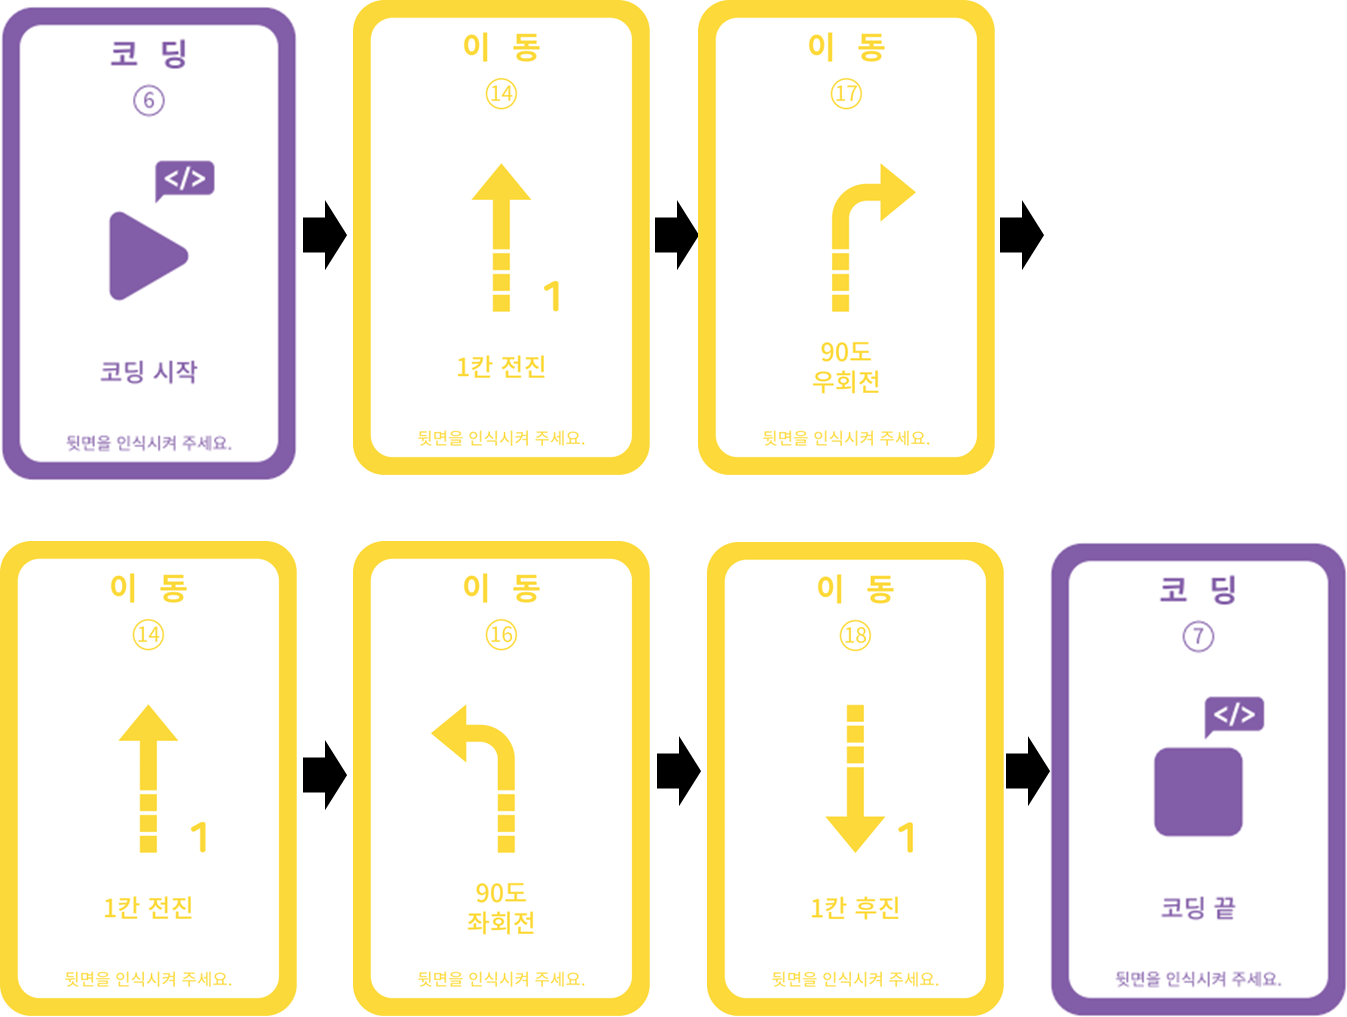 코 딩
⑥
</>
코딩 시작
뒷면을 인식시켜 주세요.
이 동
⑭
1
1칸 전진
뒷면을 인식시켜 주세요.
이 동
⑰
90도
우회전
뒷면을 인식시켜 주세요.
이 동
⑭
1
1칸 전진
뒷면을 인식시켜 주세요.
이 동
⑯
90도
좌회전
뒷면을 인식시켜 주세요.
이 동
⑱
1
1칸 후진
뒷면을 인식시켜 주세요.
코 딩
⑦
</>
코딩 끝
뒷면을 인식시켜 주세요.